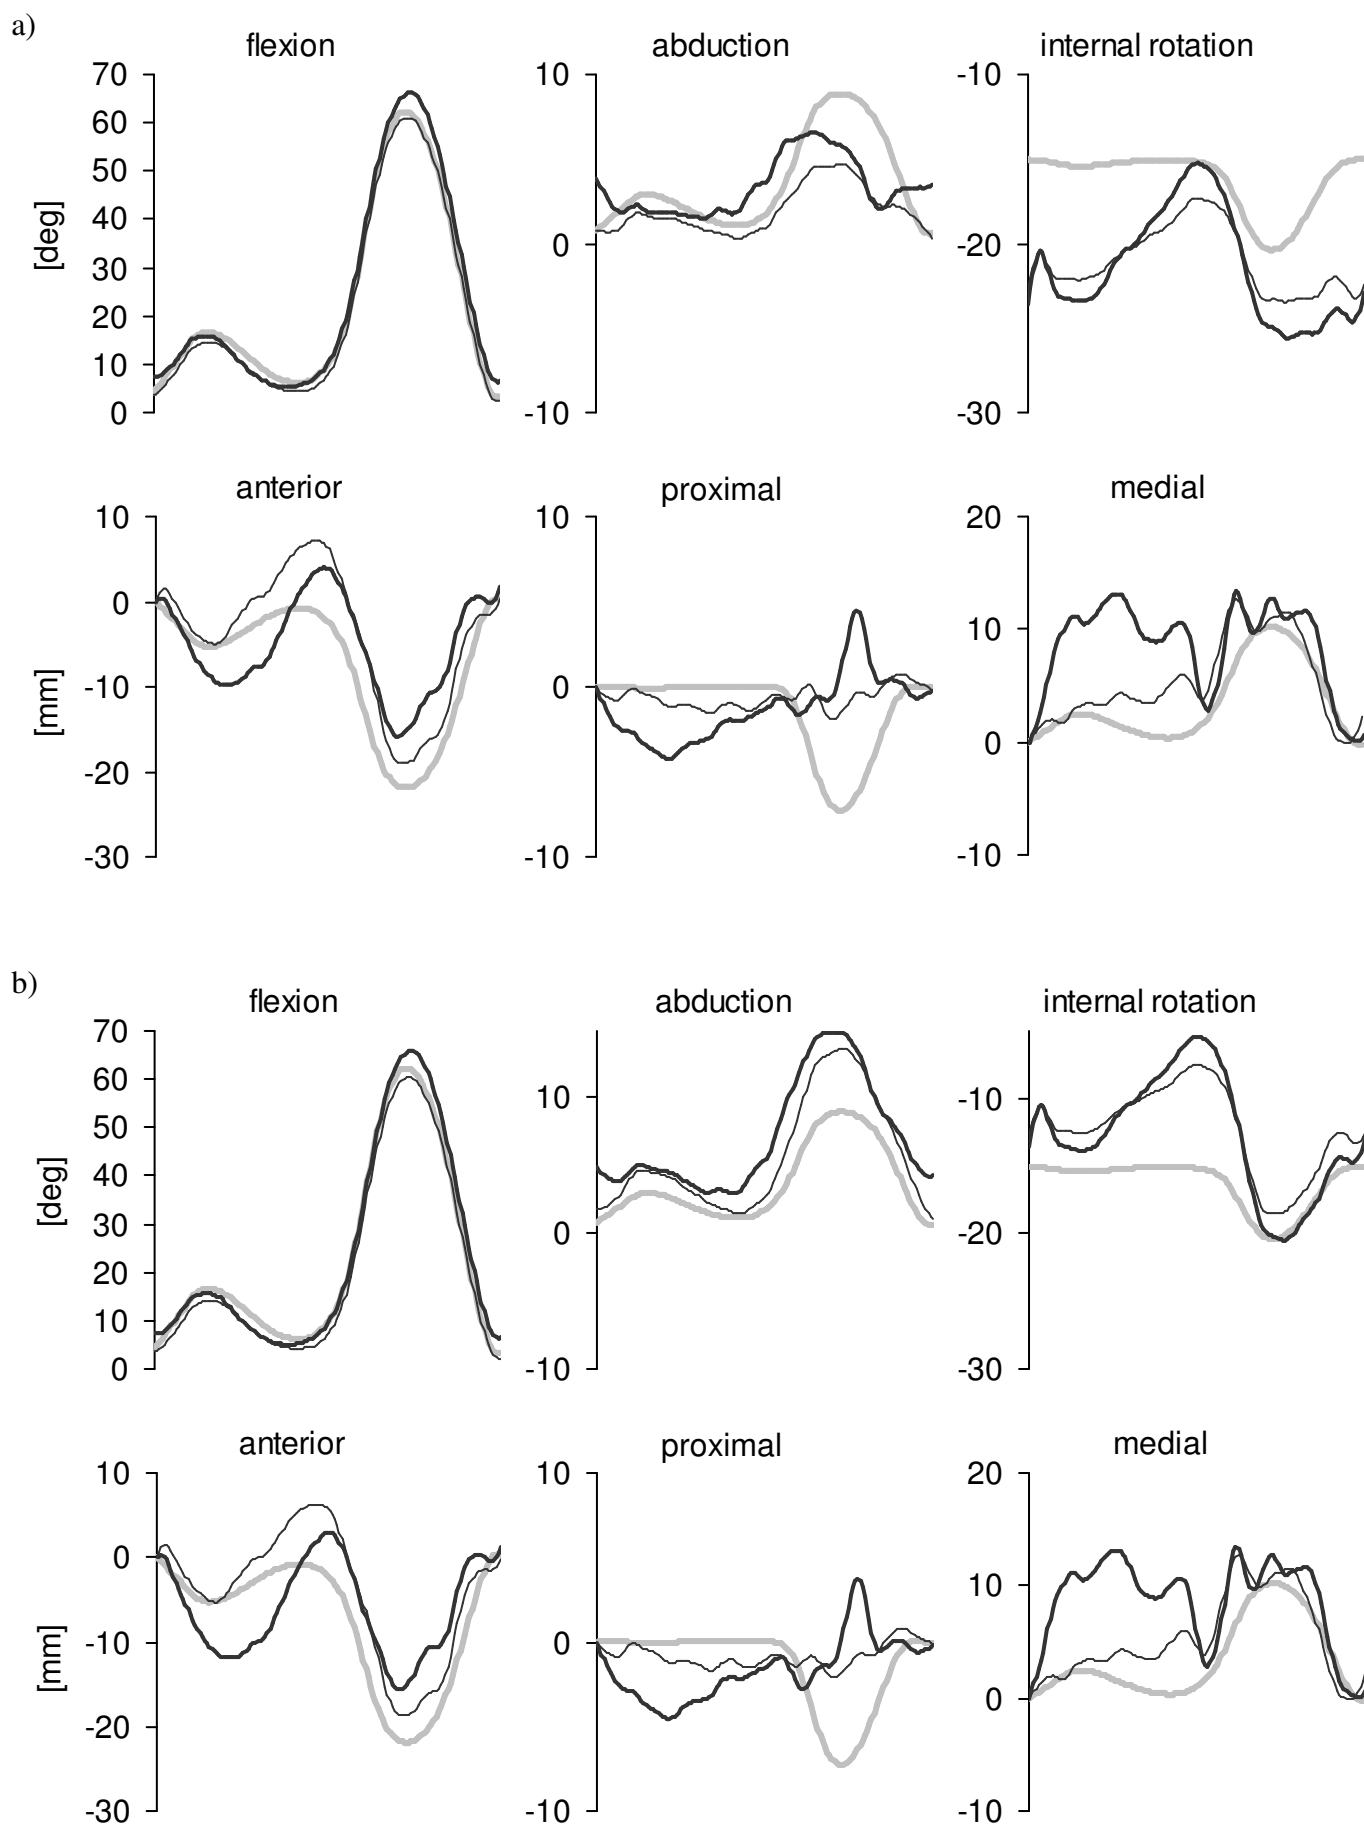 a)
flexion abduction internal rotation
70 10 -10
60
50
40
30 0 -20
20
10
0 -10 -30
[deg]
anterior proximal medial
10 10 20
0 10
-10 0 0
-20
-30 -10 -10
[mm]
b)
flexion abduction internal rotation
70
60 10 -10
50
40
30 0 -20
20
10
0 -10 -30
[deg]
anterior proximal medial
10 10 20
0 10
-10 0 0
-20
-30 -10 -10
[mm]